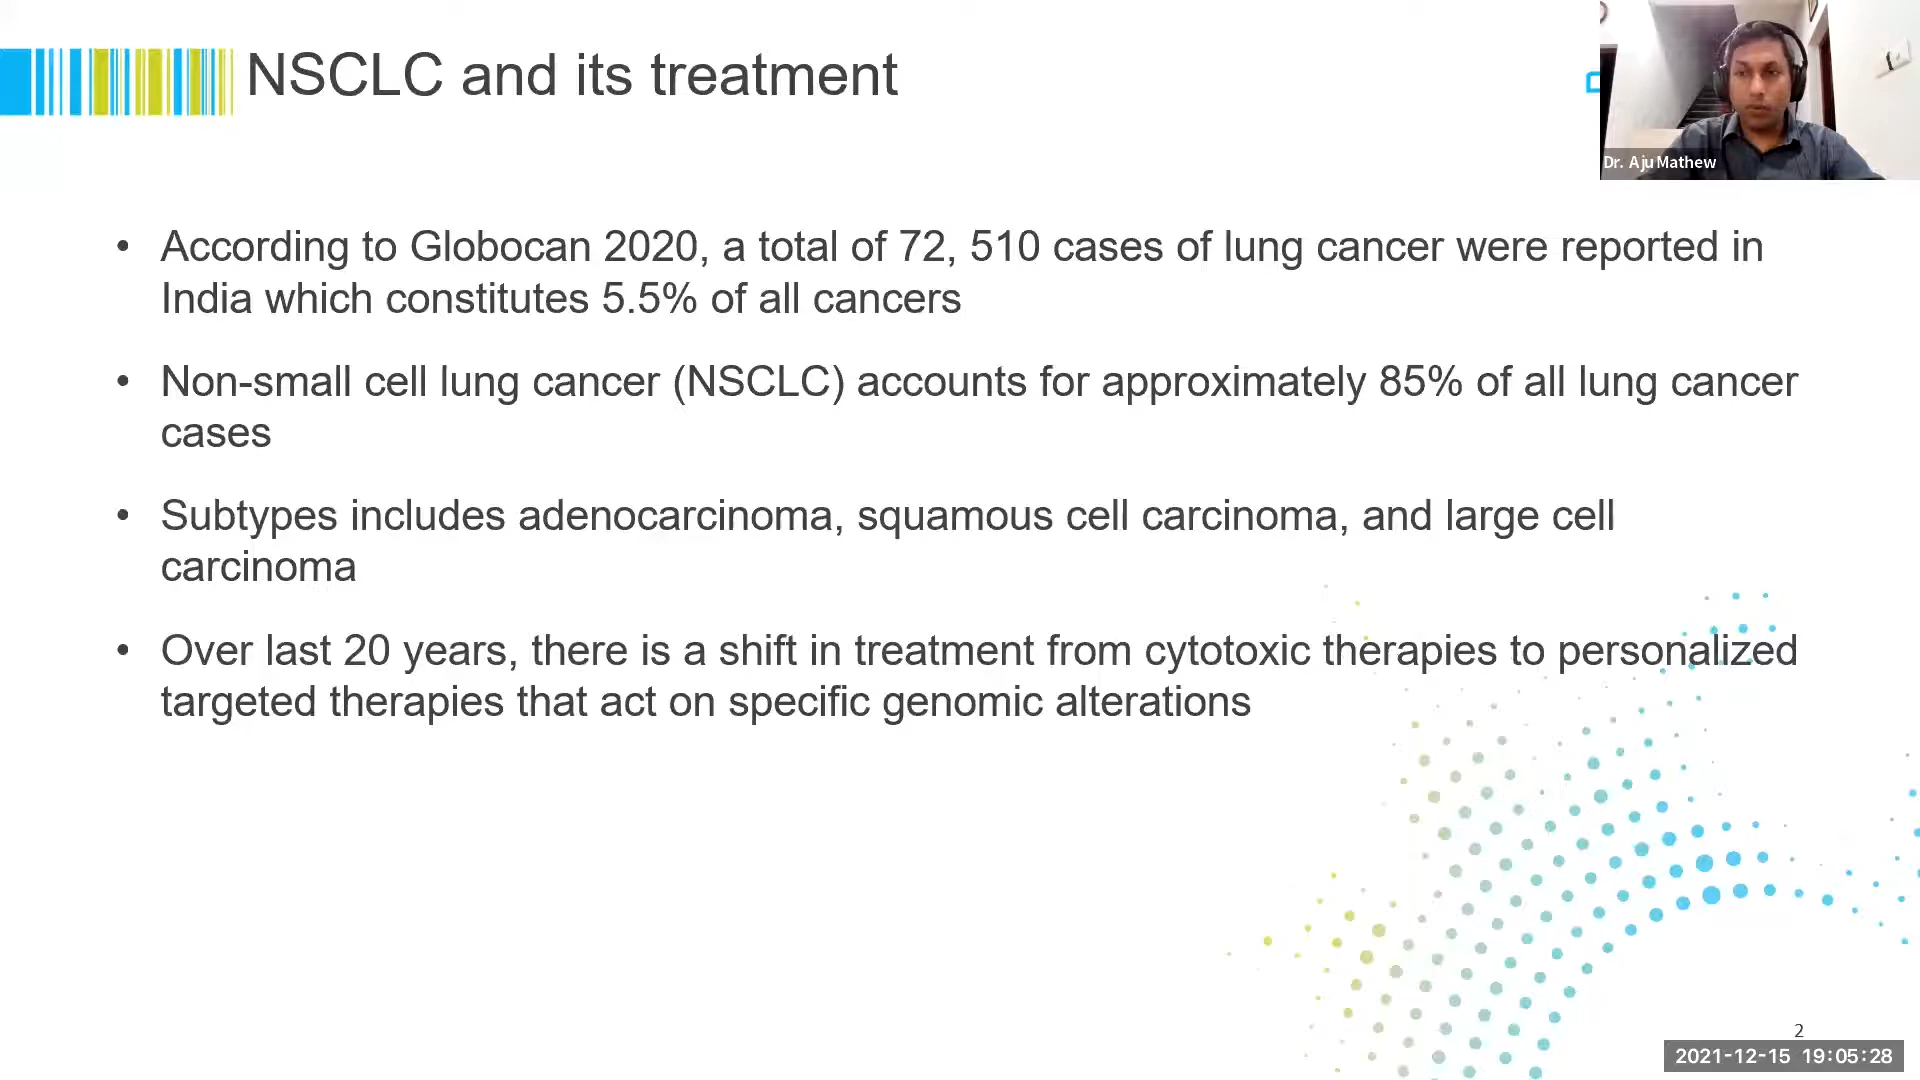 NSCLC and its treatment
Dr. Aju Mathew
• According to Globocan 2020, a total of 72, 510 cases of lung cancer were reported in
India which constitutes 5.5% of all cancers
• Non-small cell lung cancer (NSCLC) accounts for approximately 85% of all lung cancer
cases
• Subtypes includes adenocarcinoma, squamous cell carcinoma, and large cell
carcinoma
• Over last 20 years, there is a shift in treatment from cytotoxic therapies to personalized
targeted therapies that act on specific genomic alterations
2
2021-12-15 19:05:28